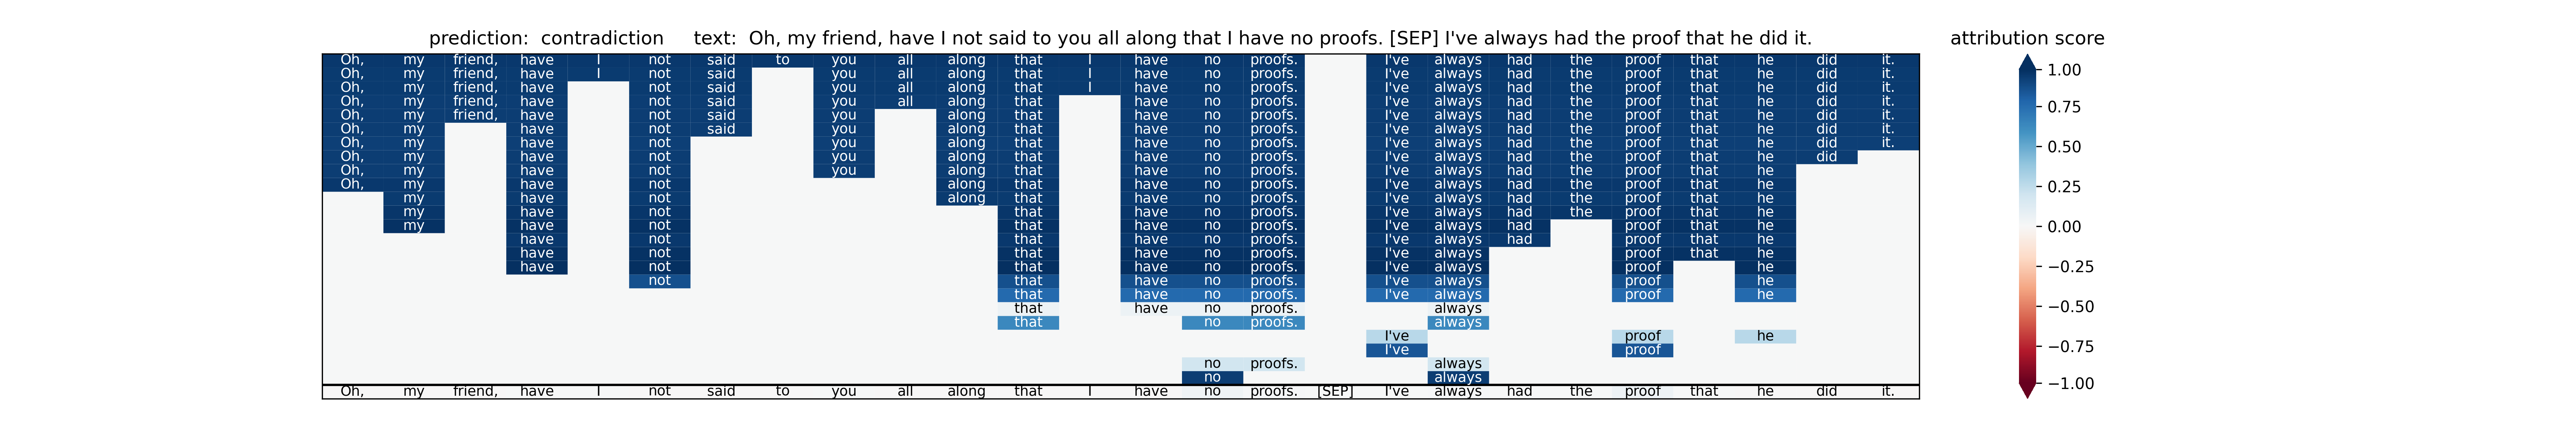 prediction: contradiction text: Oh, my friend, have I not said to you all along that I have no proofs. [SEP] I've always had the proof that he did it.
attribution score
Oh, my friend, have I not said to you all along that I have no proofs. I've always had the proof that he did it.
Oh, my friend, have I not said you all along that I have no proofs. I've always had the proof that he did it.
Oh, my friend, have not said you all along that I have no proofs. I've always had the proof that he did it.
Oh, my friend, have not said you all along that have no proofs. I've always had the proof that he did it.
Oh, my friend, have not said you along that have no proofs. I've always had the proof that he did it.
Oh, my have not said you along that have no proofs. I've always had the proof that he did it.
Oh, my have not you along that have no proofs. I've always had the proof that he did it.
Oh, my have not you along that have no proofs. I've always had the proof that he did
Oh, my have not you along that have no proofs. I've always had the proof that he
Oh, my have not along that have no proofs. I've always had the proof that he
my have not along that have no proofs. I've always had the proof that he
my have not that have no proofs. I've always had the proof that he
my have not that have no proofs. I've always had proof that he
have not that have no proofs. I've always had proof that he
have not that have no proofs. I've always proof that he
have not that have no proofs. I've always proof he
not that have no proofs. I've always proof he
that have no proofs. I've always proof he
that have no proofs. always
that no proofs. always
I've proof he
I've proof
no proofs. always
no always
Oh, my friend, have I not said to you all along that I have no proofs. [SEP] I've always had the proof that he did it.
1.00
0.75
0.50
0.25
0.00
−0.25
−0.50
−0.75
−1.00